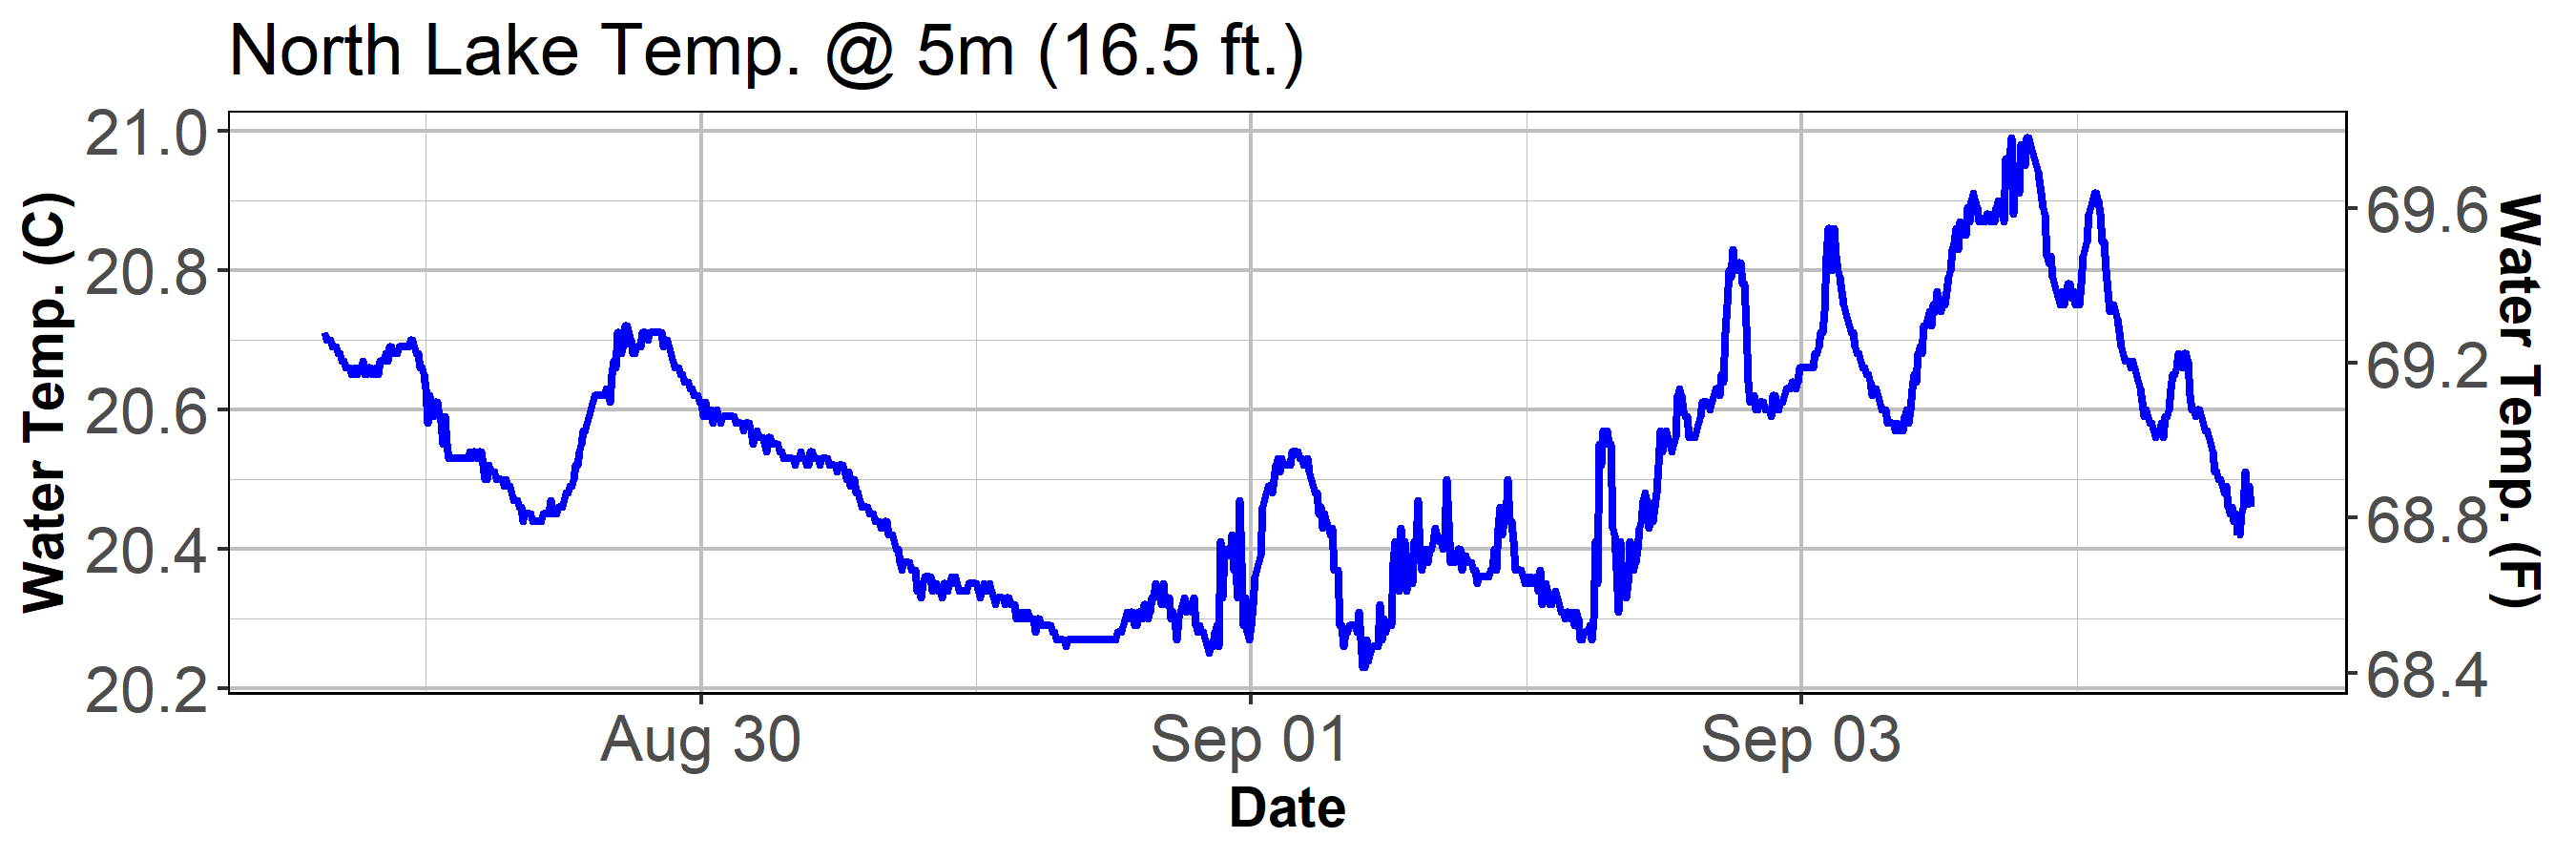 North Lake Temp. @ 5m (16.5 ft.)
Water Temp. (C)
21.0
20.8
20.6
20.4
20.2
69.6
69.2
68.8
68.4
Water Temp. (F)
Aug 30
Sep 01
Sep 03
Date